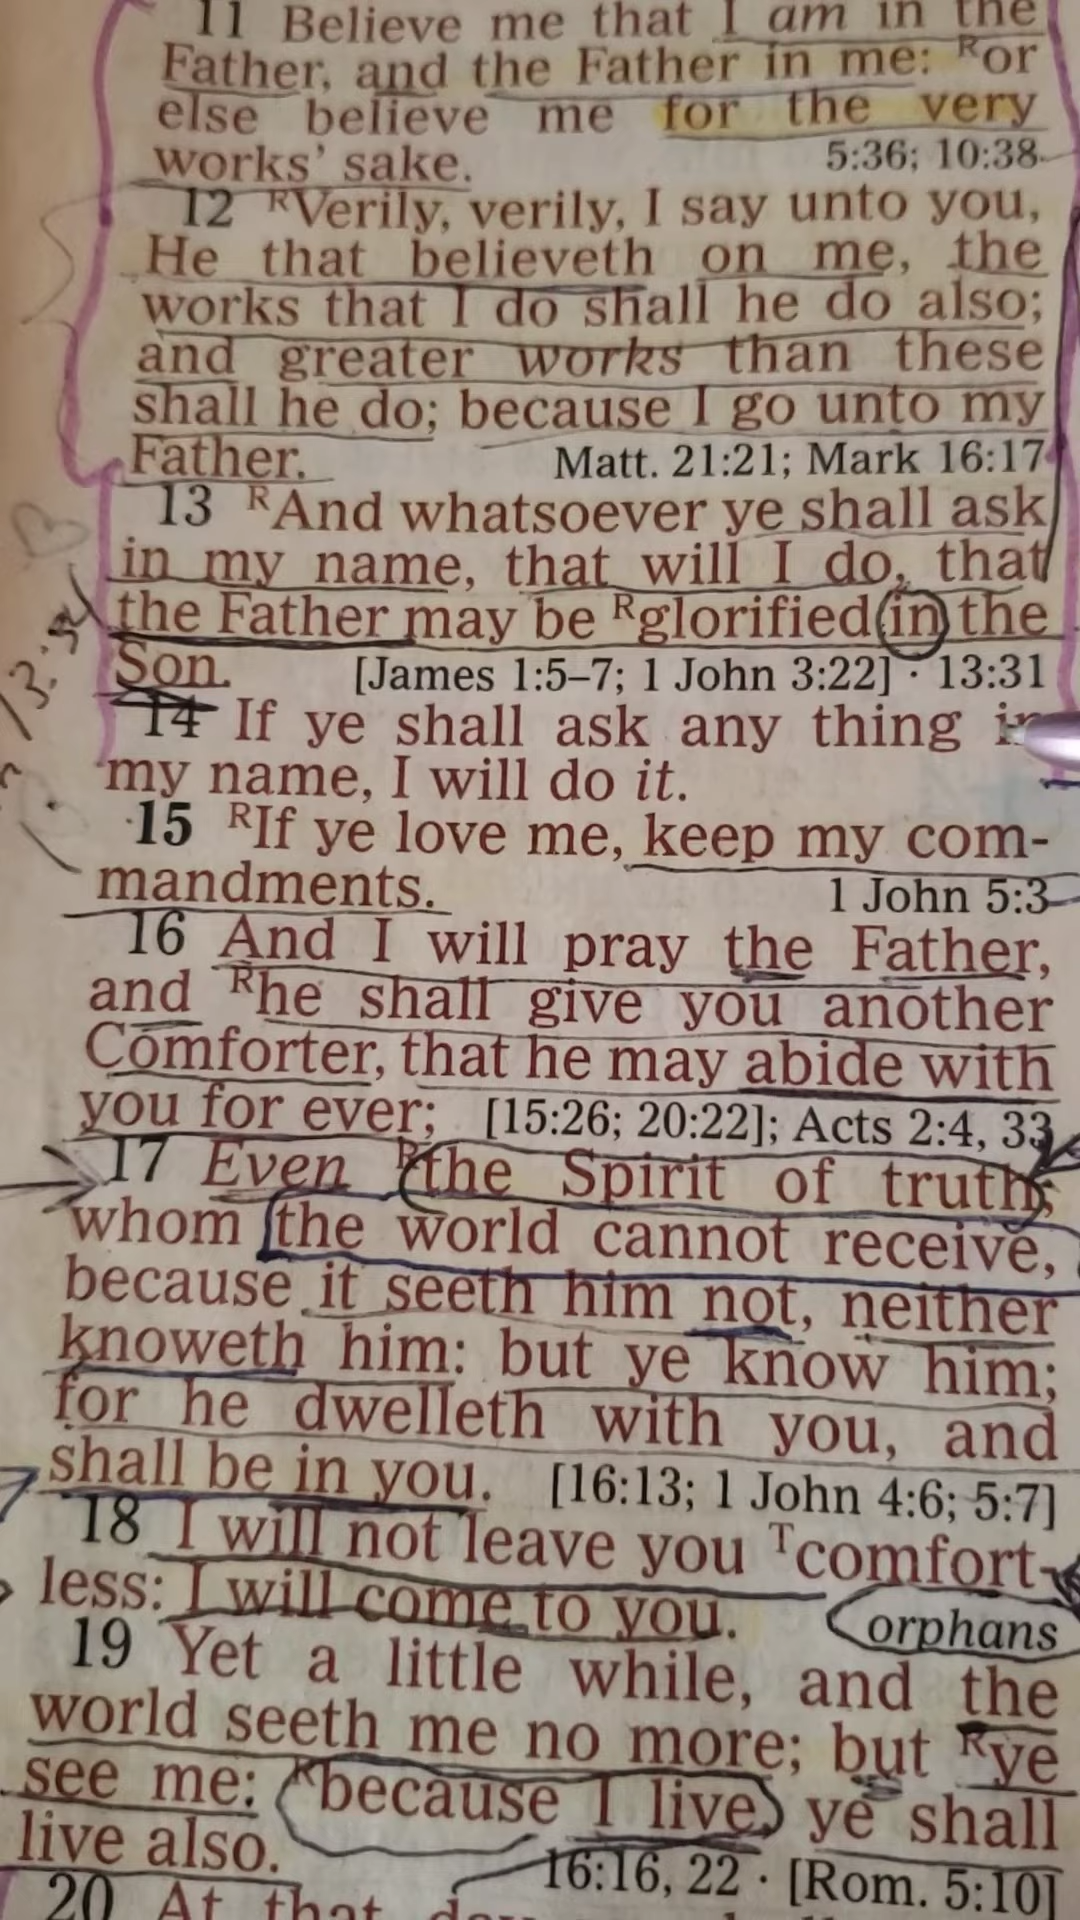 11 Believe me that I am in the
Father, and the Father in me: ᴿor
else believe me for the very
works’ sake. 5:36; 10:38
12 ᴿVerily, verily, I say unto you,
He that believeth on me, the
works that I do shall he do also;
and greater works than these
shall he do; because I go unto my
Father. Matt. 21:21; Mark 16:17
13 ᴿAnd whatsoever ye shall ask
in my name, that will I do, that
the Father may be ᴿglorified in the
Son. [James 1:5–7; 1 John 3:22] · 13:31
14 If ye shall ask any thing in
my name, I will do it.
15 ᴿIf ye love me, keep my com-
mandments. 1 John 5:3
16 And I will pray the Father,
and ᴿhe shall give you another
Comforter, that he may abide with
you for ever; [15:26; 20:22]; Acts 2:4, 33
17 Even ᴿthe Spirit of truth;
whom the world cannot receive,
because it seeth him not, neither
knoweth him: but ye know him;
for he dwelleth with you, and
shall be in you. [16:13; 1 John 4:6; 5:7]
18 I will not leave you ᵀcomfort-
less: I will come to you. orphans
19 Yet a little while, and the
world seeth me no more; but ᴿye
see me: ᴿbecause I live, ye shall
live also. 16:16, 22 · [Rom. 5:10]
20 At that